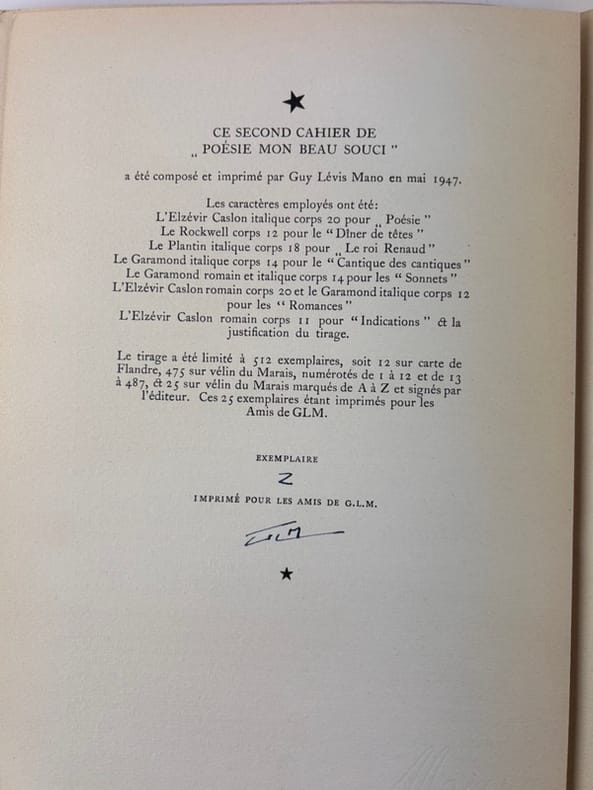 CE SECOND CAHIER DE
„ POÉSIE MON BEAU SOUCI ”
a été composé et imprimé par Guy Lévis Mano en mai 1947.
Les caractères employés ont été:
L'Elzévir Caslon italique corps 20 pour „ Poésie ”
Le Rockwell corps 12 pour le “ Dîner de têtes ”
Le Plantin italique corps 18 pour „ Le roi Renaud ”
Le Garamond italique corps 14 pour le “ Cantique des cantiques ”
Le Garamond romain et italique corps 14 pour les “ Sonnets ”
L'Elzévir Caslon romain corps 20 et le Garamond italique corps 12
pour les “ Romances ”
L'Elzévir Caslon romain corps 11 pour “ Indications ” & la
justification du tirage.
Le tirage a été limité à 512 exemplaires, soit 12 sur carte de
Flandre, 475 sur vélin du Marais, numérotés de 1 à 12 et de 13
à 487, & 25 sur vélin du Marais marqués de A à Z et signés par
l'éditeur. Ces 25 exemplaires étant imprimés pour les
Amis de GLM.
EXEMPLAIRE
Z
IMPRIMÉ POUR LES AMIS DE G.L.M.
GLM